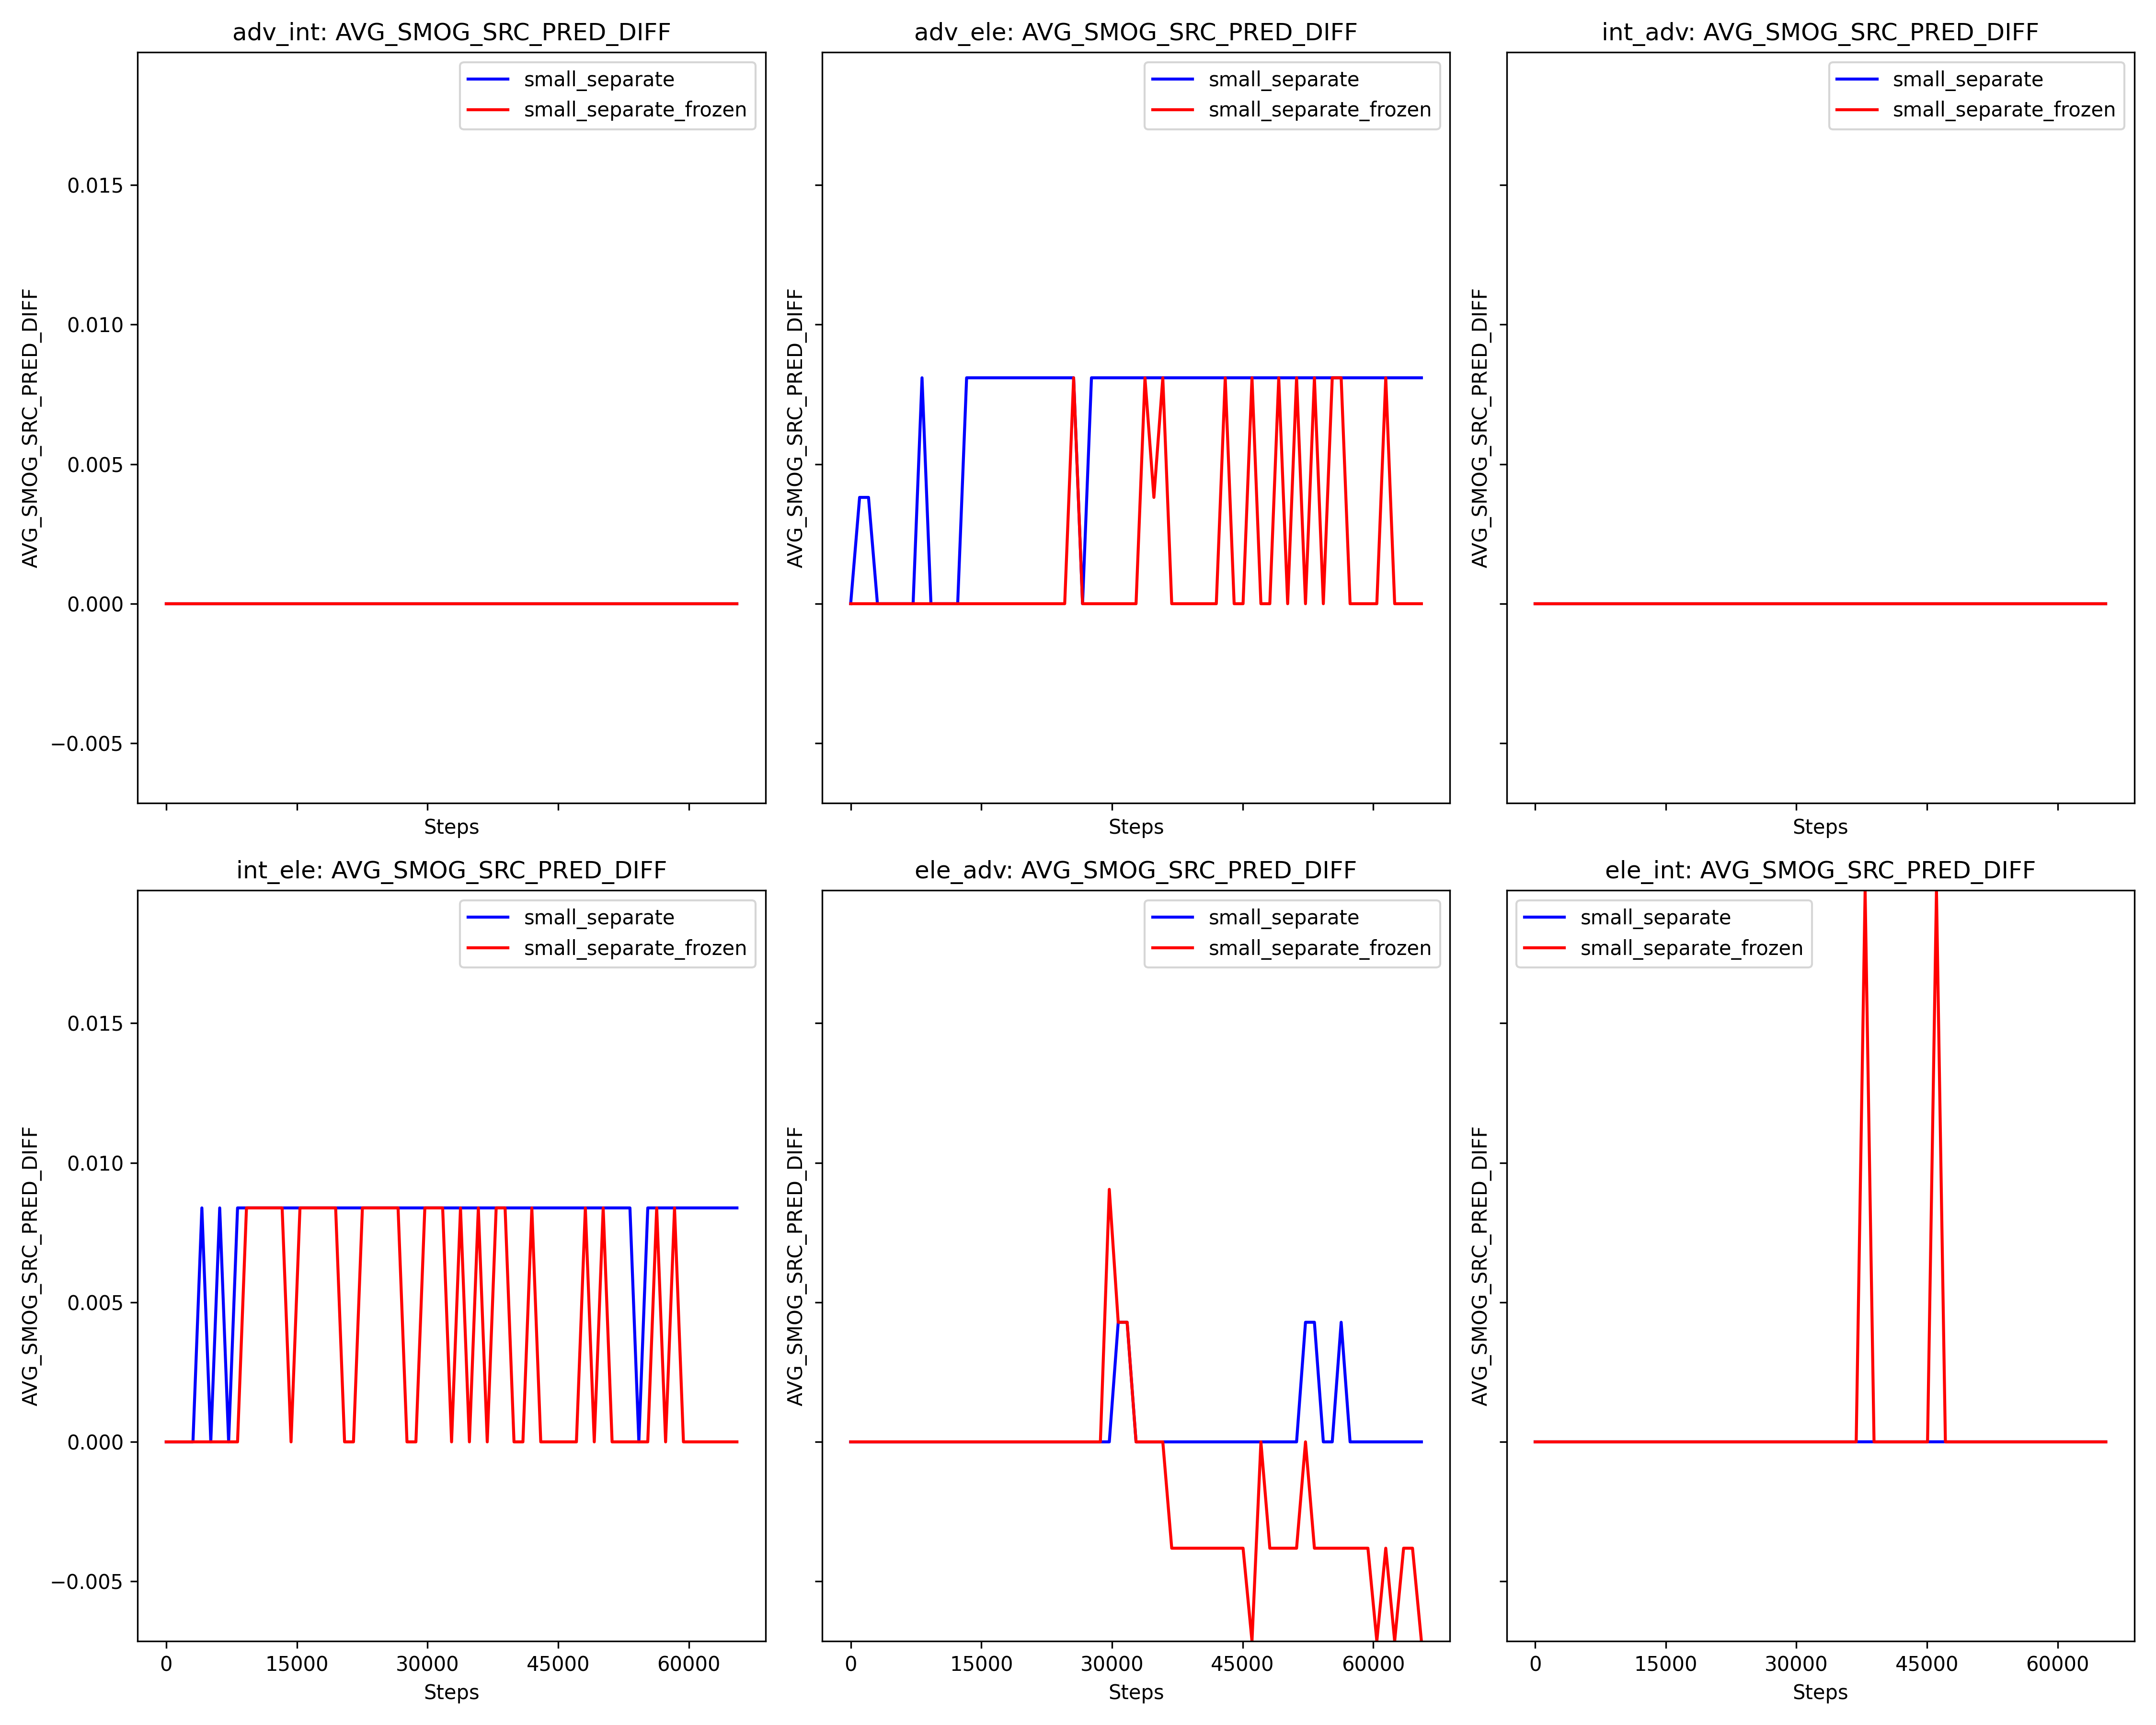 adv_int: AVG_SMOG_SRC_PRED_DIFF
small_separate
small_separate_frozen
AVG_SMOG_SRC_PRED_DIFF
0.015
0.010
0.005
0.000
−0.005
Steps
adv_ele: AVG_SMOG_SRC_PRED_DIFF
small_separate
small_separate_frozen
AVG_SMOG_SRC_PRED_DIFF
Steps
int_adv: AVG_SMOG_SRC_PRED_DIFF
small_separate
small_separate_frozen
AVG_SMOG_SRC_PRED_DIFF
Steps
int_ele: AVG_SMOG_SRC_PRED_DIFF
small_separate
small_separate_frozen
AVG_SMOG_SRC_PRED_DIFF
0.015
0.010
0.005
0.000
−0.005
0 15000 30000 45000 60000
Steps
ele_adv: AVG_SMOG_SRC_PRED_DIFF
small_separate
small_separate_frozen
AVG_SMOG_SRC_PRED_DIFF
0 15000 30000 45000 60000
Steps
ele_int: AVG_SMOG_SRC_PRED_DIFF
small_separate
small_separate_frozen
AVG_SMOG_SRC_PRED_DIFF
0 15000 30000 45000 60000
Steps